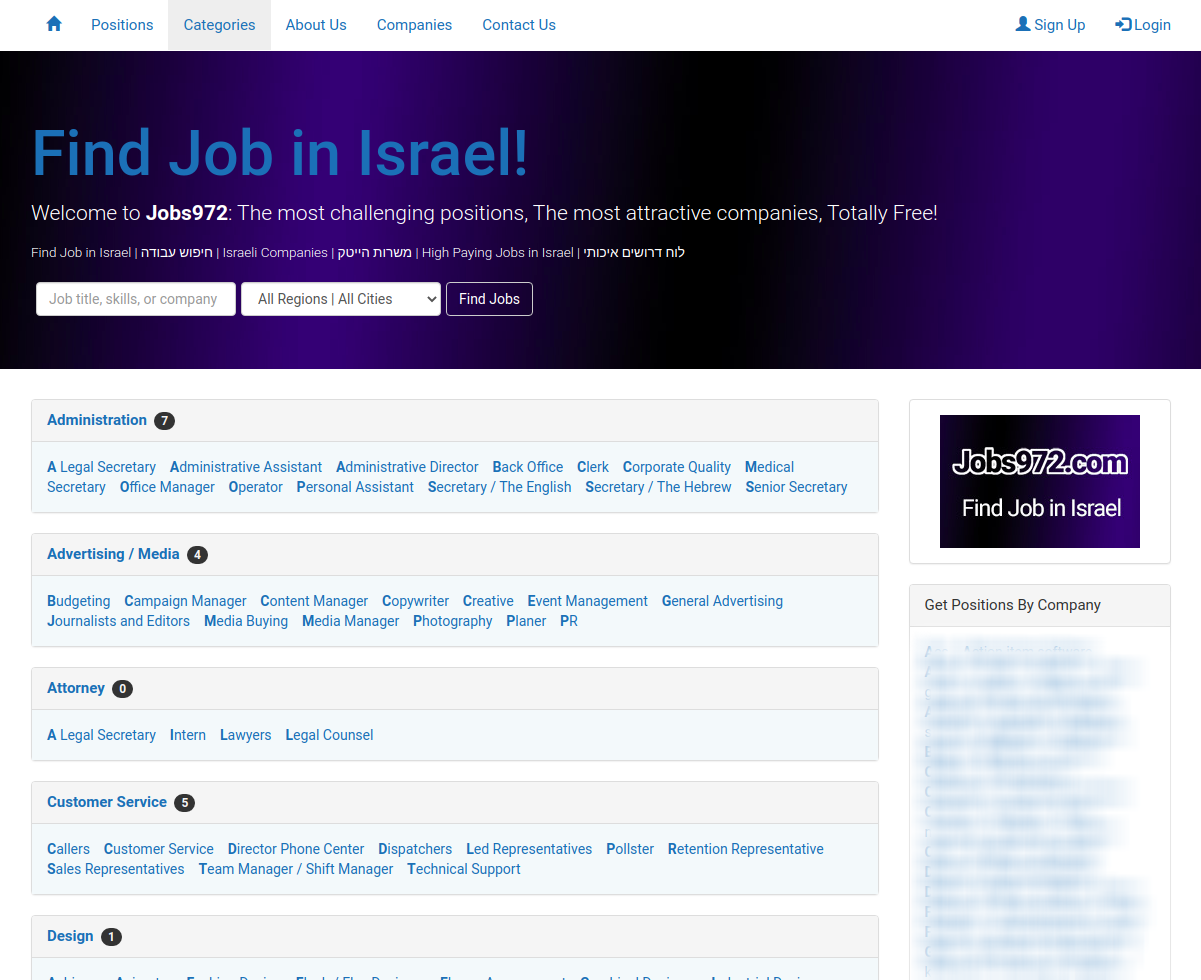 Positions Categories About Us Companies Contact Us Sign Up Login
Find Job in Israel!
Welcome to Jobs972: The most challenging positions, The most attractive companies, Totally Free!
Find Job in Israel | חיפוש עבודה | Israeli Companies | משרות הייטק | High Paying Jobs in Israel | לוח דרושים איכותי
Job title, skills, or company All Regions | All Cities Find Jobs
Administration 7
A Legal Secretary Administrative Assistant Administrative Director Back Office Clerk Corporate Quality Medical
Secretary Office Manager Operator Personal Assistant Secretary / The English Secretary / The Hebrew Senior Secretary
Advertising / Media 4
Budgeting Campaign Manager Content Manager Copywriter Creative Event Management General Advertising
Journalists and Editors Media Buying Media Manager Photography Planer PR
Attorney 0
A Legal Secretary Intern Lawyers Legal Counsel
Customer Service 5
Callers Customer Service Director Phone Center Dispatchers Led Representatives Pollster Retention Representative
Sales Representatives Team Manager / Shift Manager Technical Support
Design 1
Jobs972.com
Find Job in Israel
Get Positions By Company